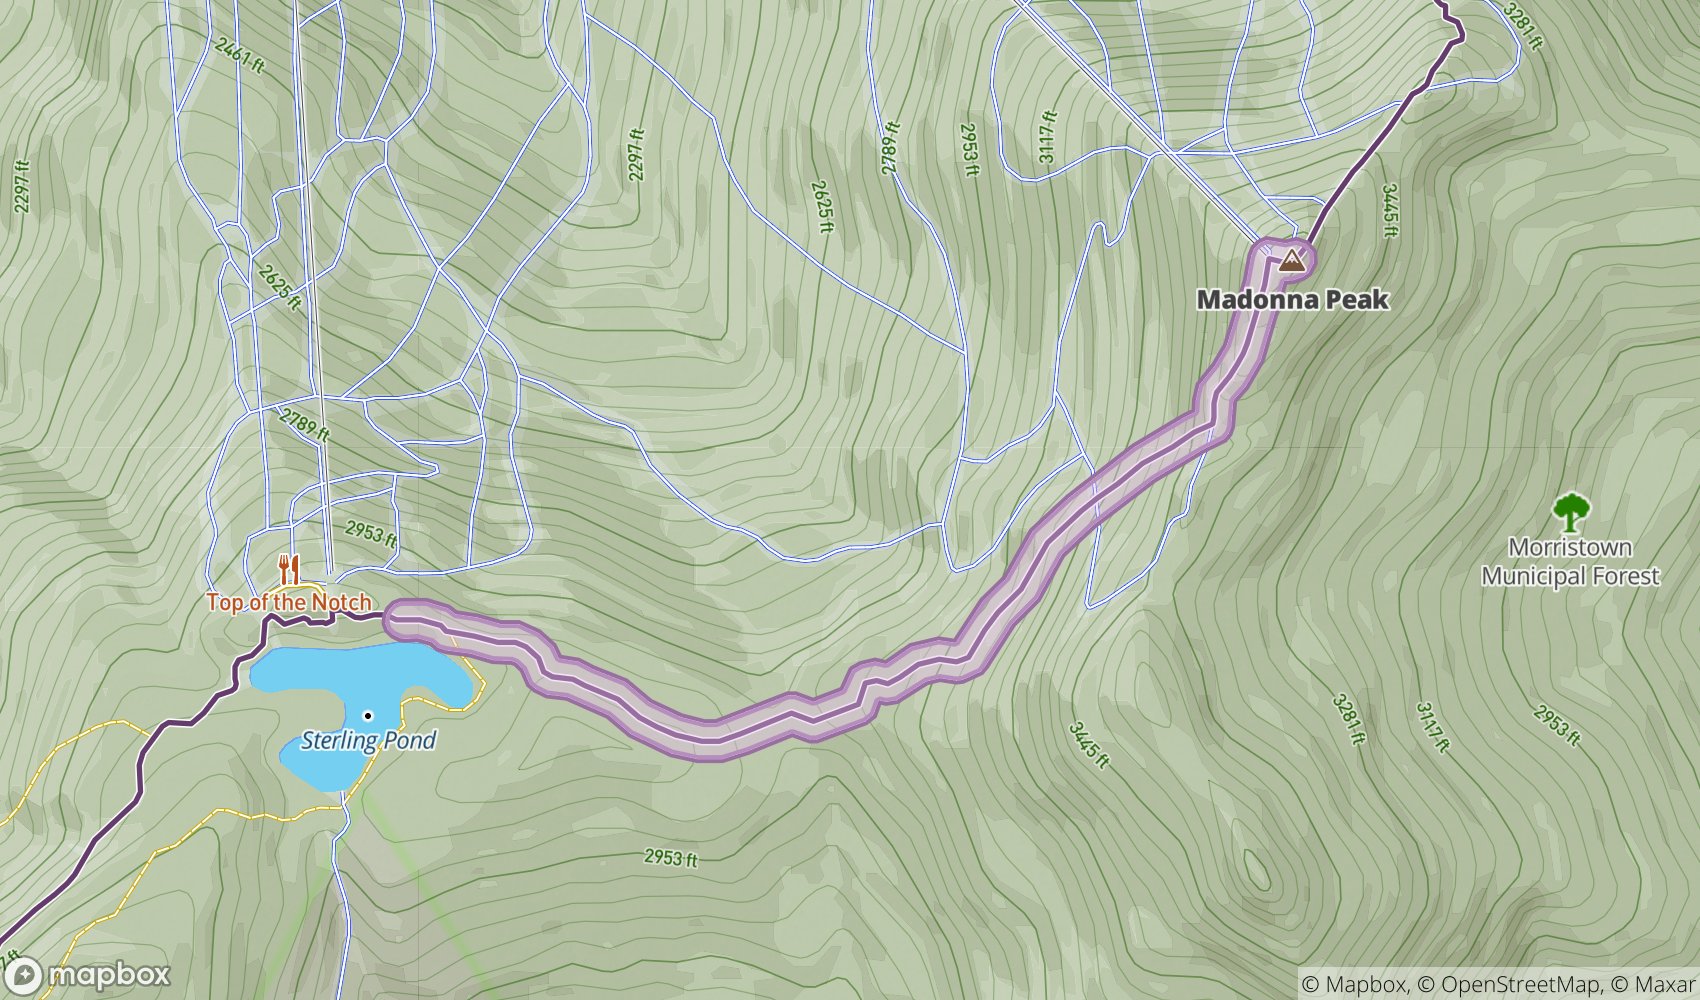 3281 ft
2461 ft
2297 ft
2789 ft
2953 ft
3117 ft
2297 ft
2625 ft
3445 ft
2625 ft
Madonna Peak
2789 ft
2953 ft
Morristown
Municipal Forest
Top of the Notch
Sterling Pond
3445 ft
3281 ft
3117 ft
2953 ft
2953 ft
mapbox
© Mapbox, © OpenStreetMap, © Maxar